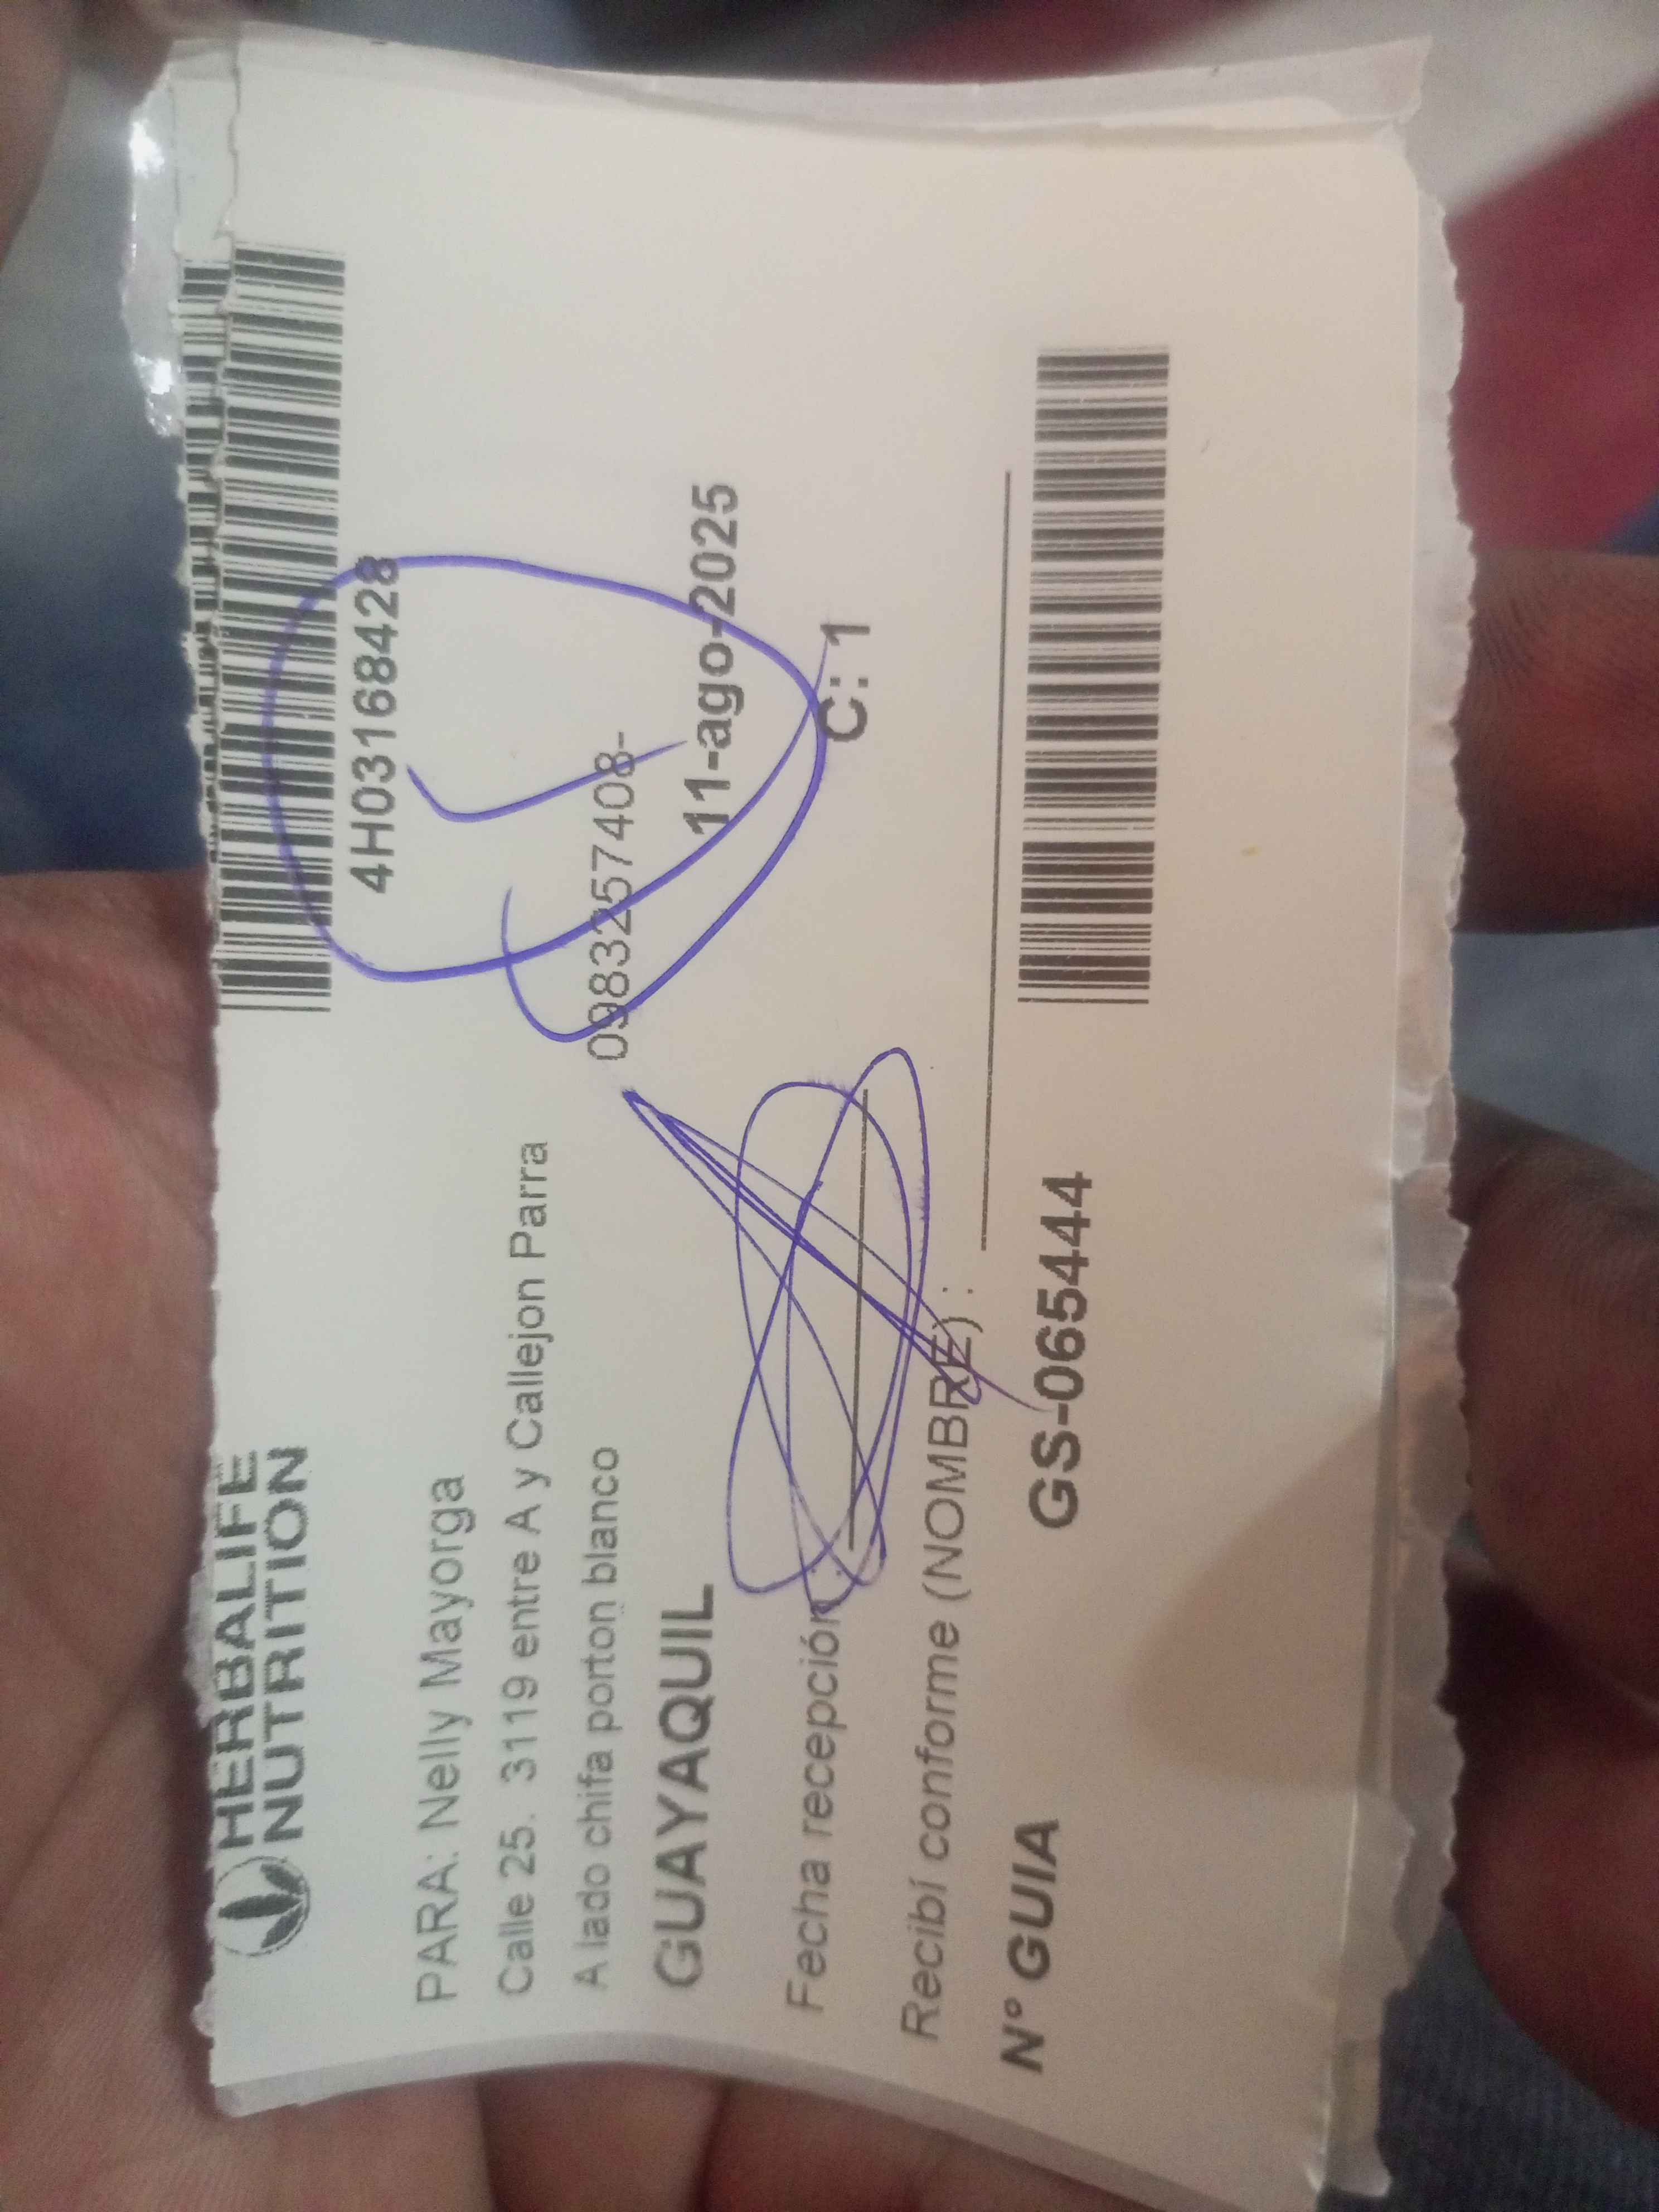 HERBALIFE
NUTRITION
4H03168428
PARA: Nelly Mayorga
Calle 25. 3119 entre A y Callejon Parra
A lado chifa porton blanco
0983257408-
GUAYAQUIL
11-ago-2025
Fecha recepción
C: 1
Recibí conforme (NOMBRE) :
N° GUIA
GS-065444